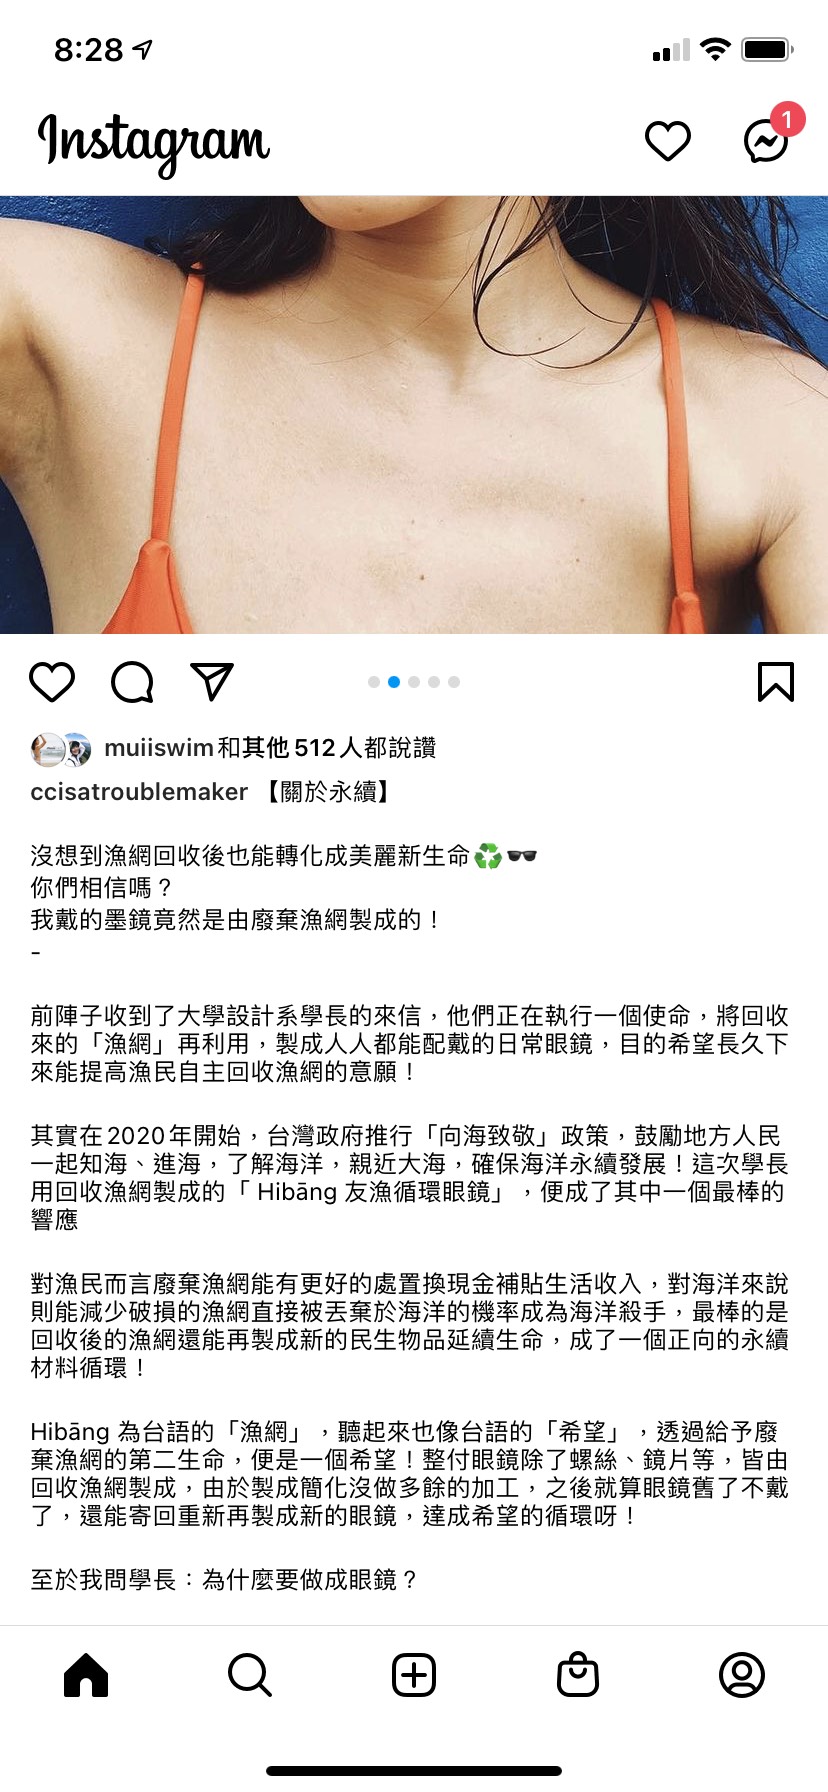 8:28
Instagram
1
muiiswim和其他 512 人都說讚
ccisatroublemaker 【關於永續】
沒想到漁網回收後也能轉化成美麗新生命♻️🕶️
你們相信嗎？
我戴的墨鏡竟然是由廢棄漁網製成的！
-
前陣子收到了大學設計系學長的來信，他們正在執行一個使命，將回收
來的「漁網」再利用，製成人人都能配戴的日常眼鏡，目的希望長久下
來能提高漁民自主回收漁網的意願！
其實在 2020 年開始，台灣政府推行「向海致敬」政策，鼓勵地方人民
一起知海、進海，了解海洋，親近大海，確保海洋永續發展！這次學長
用回收漁網製成的「 Hibāng 友漁循環眼鏡」，便成了其中一個最棒的
響應
對漁民而言廢棄漁網能有更好的處置換現金補貼生活收入，對海洋來說
則能減少破損的漁網直接被丟棄於海洋的機率成為海洋殺手，最棒的是
回收後的漁網還能再製成新的民生物品延續生命，成了一個正向的永續
材料循環！
Hibāng 為台語的「漁網」，聽起來也像台語的「希望」，透過給予廢
棄漁網的第二生命，便是一個希望！整付眼鏡除了螺絲、鏡片等，皆由
回收漁網製成，由於製成簡化沒做多餘的加工，之後就算眼鏡舊了不戴
了，還能寄回重新再製成新的眼鏡，達成希望的循環呀！
至於我問學長：為什麼要做成眼鏡？